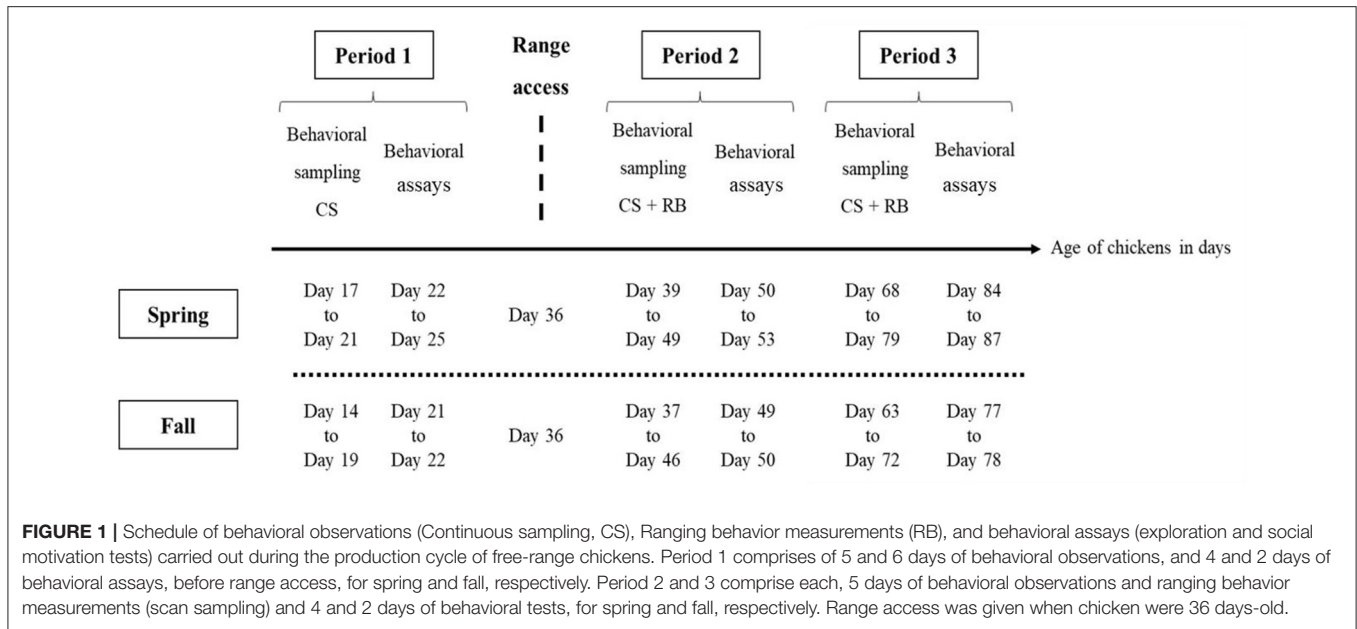 Period 1
Range
access
Period 2
Period 3
Behavioral
sampling
CS
Behavioral
assays
Behavioral
sampling
CS + RB
Behavioral
assays
Behavioral
sampling
CS + RB
Behavioral
assays
Age of chickens in days
Spring
Day 17
to
Day 21
Day 22
to
Day 25
Day 36
Day 39
to
Day 49
Day 50
to
Day 53
Day 68
to
Day 79
Day 84
to
Day 87
Fall
Day 14
to
Day 19
Day 21
to
Day 22
Day 36
Day 37
to
Day 46
Day 49
to
Day 50
Day 63
to
Day 72
Day 77
to
Day 78
FIGURE 1 | Schedule of behavioral observations (Continuous sampling, CS), Ranging behavior measurements (RB), and behavioral assays (exploration and social
motivation tests) carried out during the production cycle of free-range chickens. Period 1 comprises of 5 and 6 days of behavioral observations, and 4 and 2 days of
behavioral assays, before range access, for spring and fall, respectively. Period 2 and 3 comprise each, 5 days of behavioral observations and ranging behavior
measurements (scan sampling) and 4 and 2 days of behavioral tests, for spring and fall, respectively. Range access was given when chicken were 36 days-old.